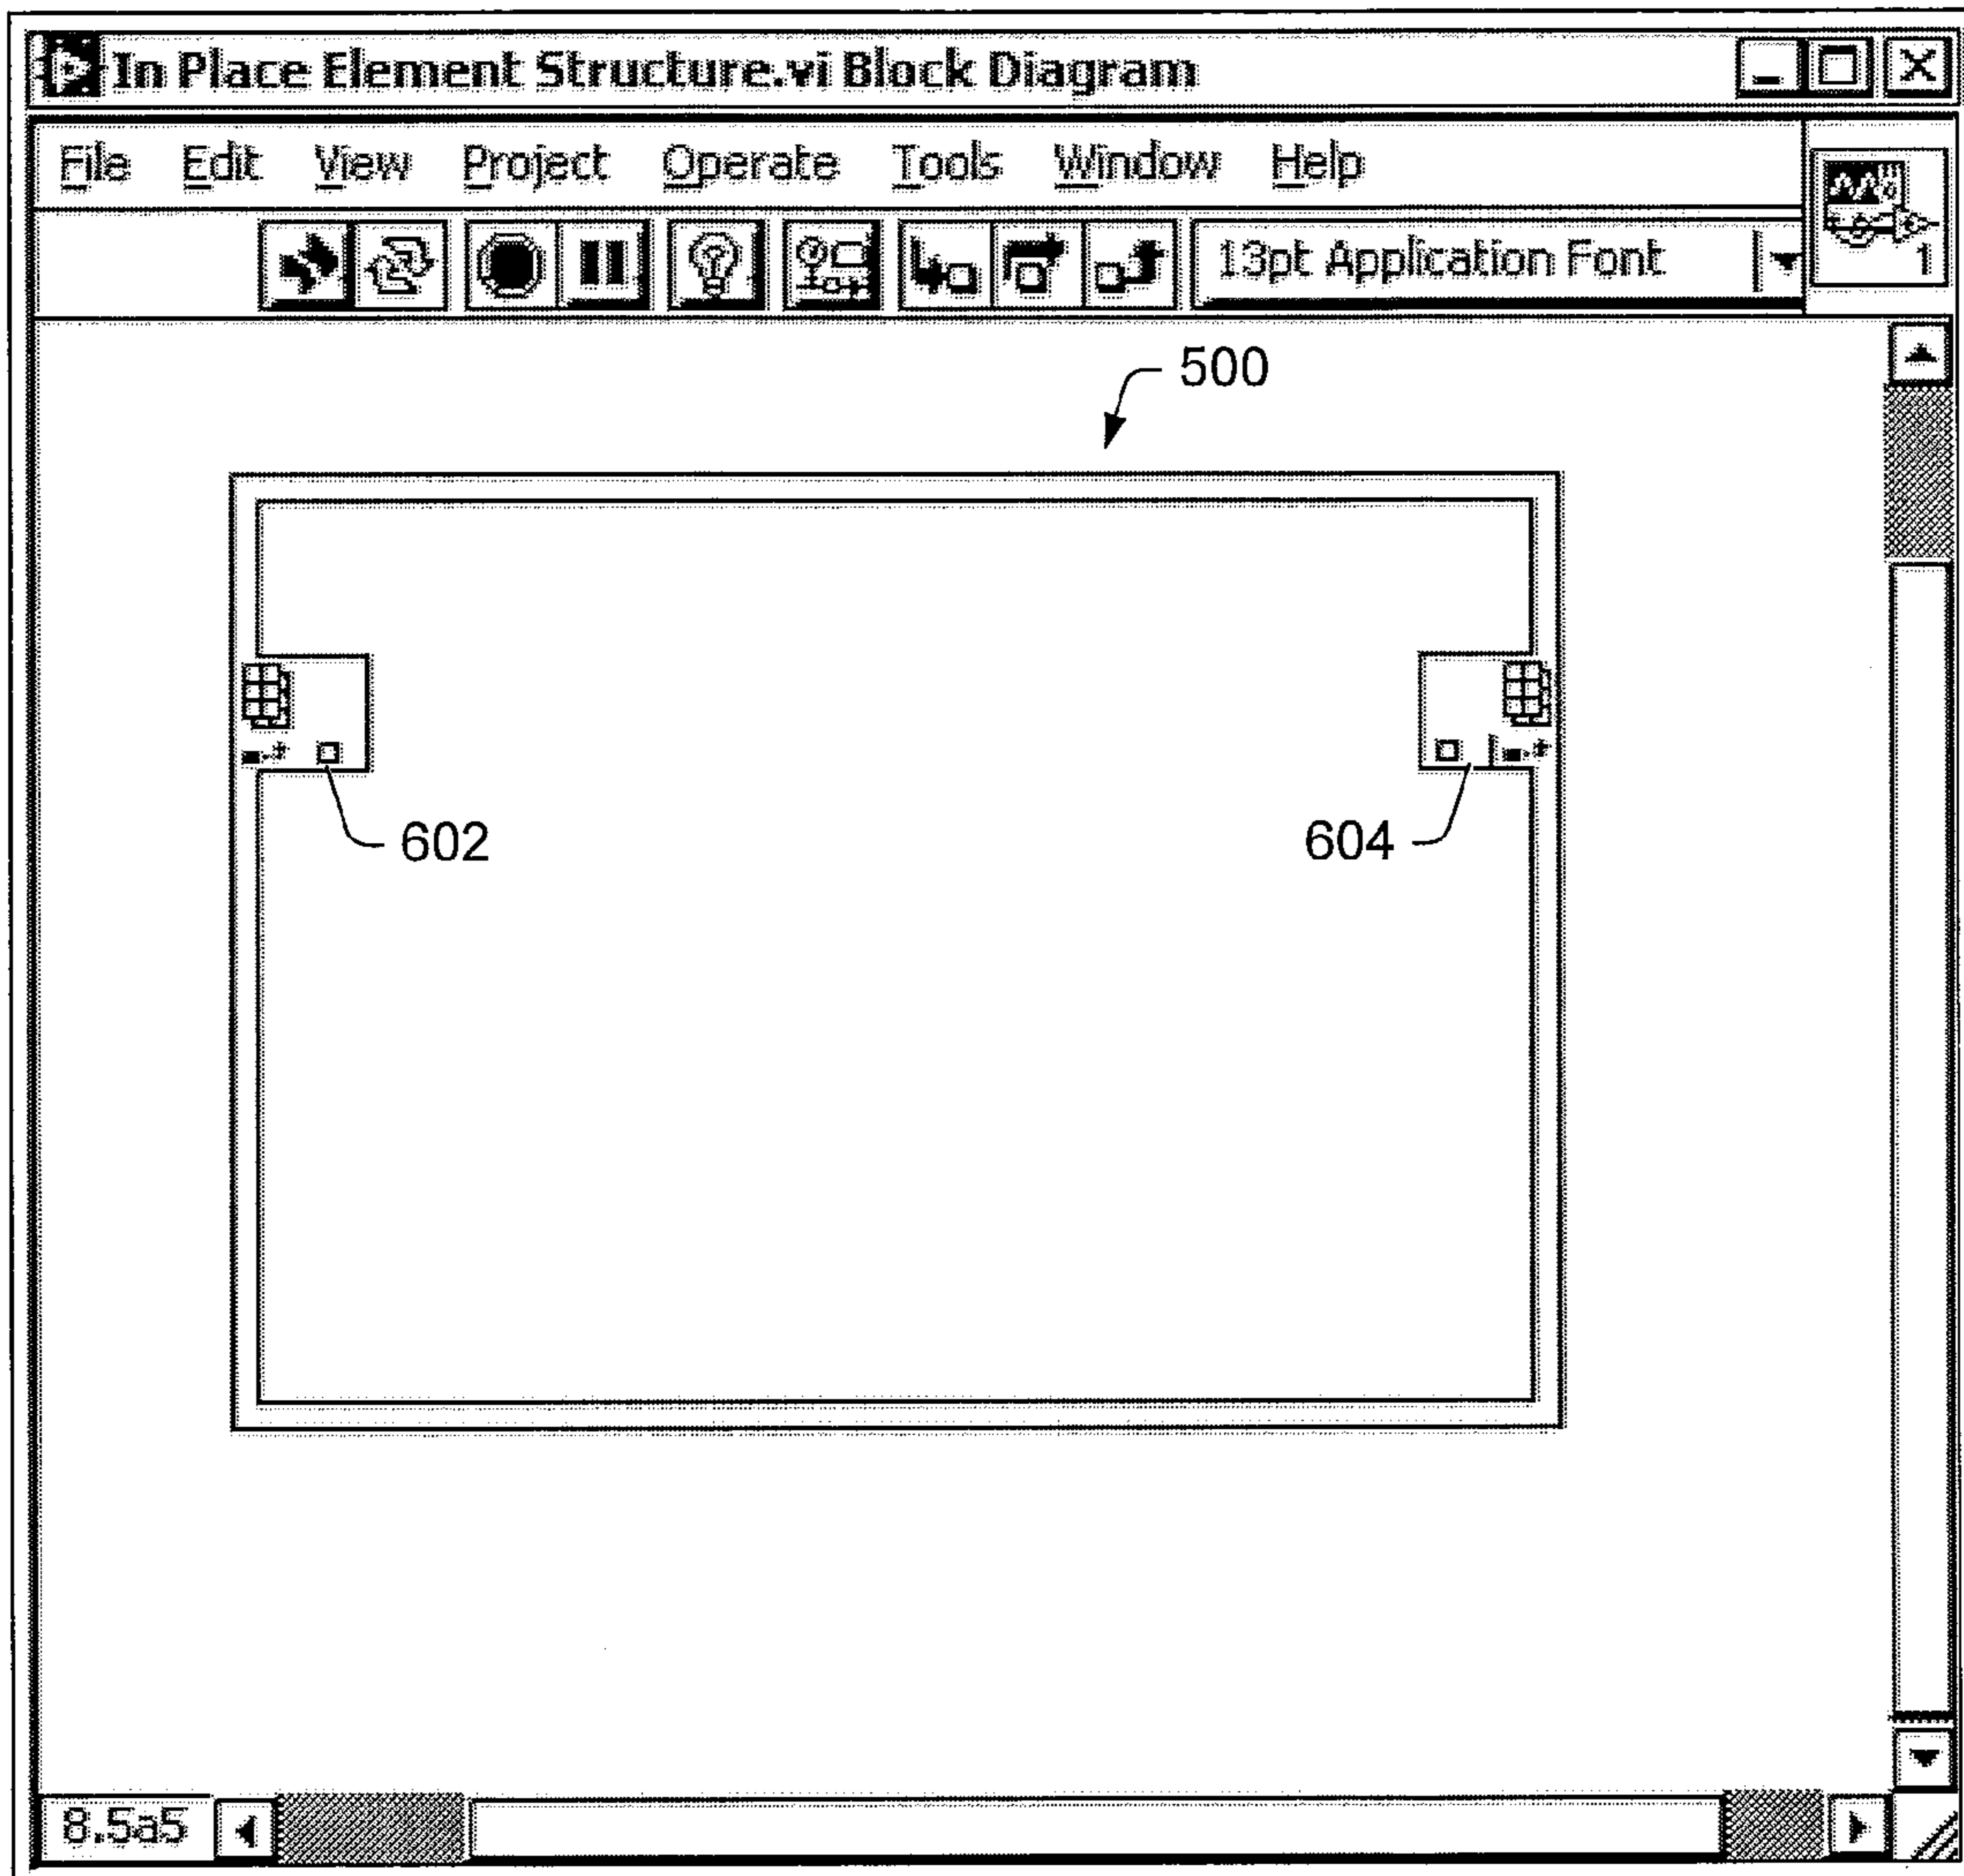 In Place Element Structure.vi Block Diagram
File Edit View Project Operate Tools Window Help
13pt Application Font
1
500
602
604
8.5a5